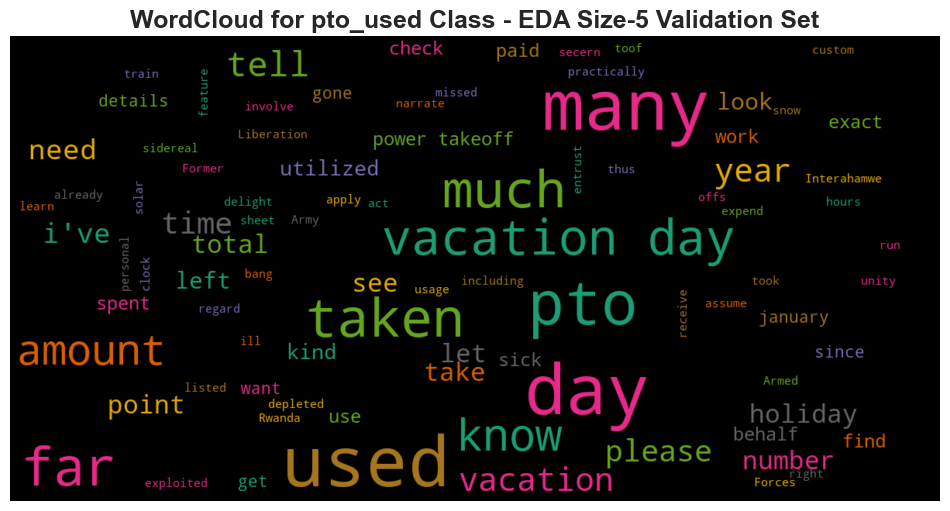 WordCloud for pto_used Class - EDA Size-5 Validation Set
check paid secern toof custom
tell practically
train feature details gone missed narrate involve many look snow exact
need Liberation power takeoff work
sidereal Former utilized entrust thus year Interahamwe
already solar delight apply act much offs hours
learn sheet Army expend
i've time total vacation day run
personal clock left bang see usage including took unity
spent regard taken pto receive assume january
amount ill kind let sick since
take
listed want day Armed
point depleted Rwanda use holiday
far used know please behalf find
number
exploited get vacation right Forces